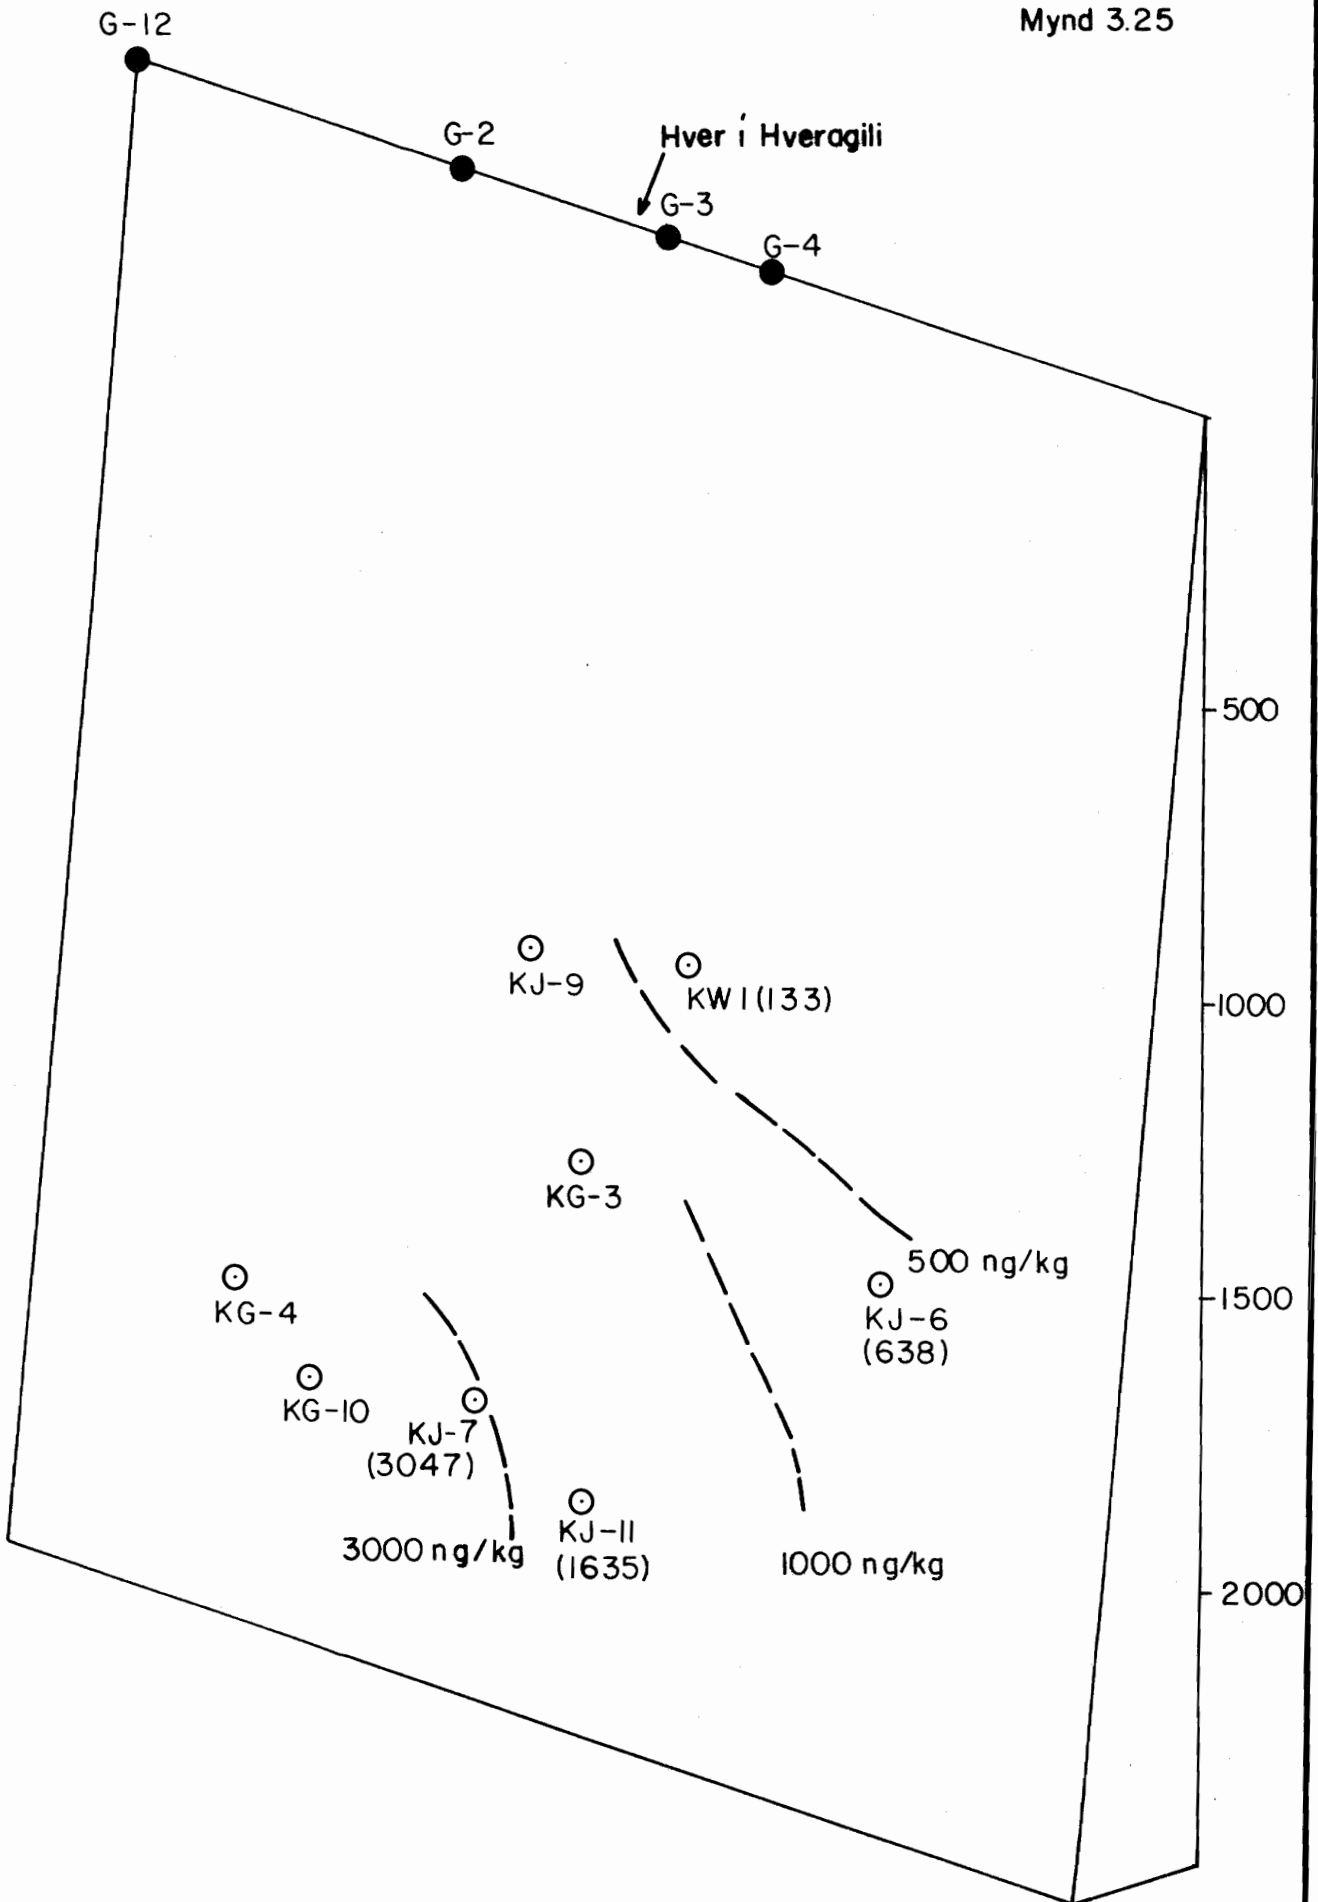 G-12
Mynd 3.25
G-2
Hver í Hveragili
G-3
G-4
500
KJ-9
KW1(133)
1000
KG-3
500 ng/kg
KG-4
1500
KJ-6
(638)
KG-10
KJ-7
(3047)
KJ-11
(1635)
3000 ng/kg
1000 ng/kg
2000